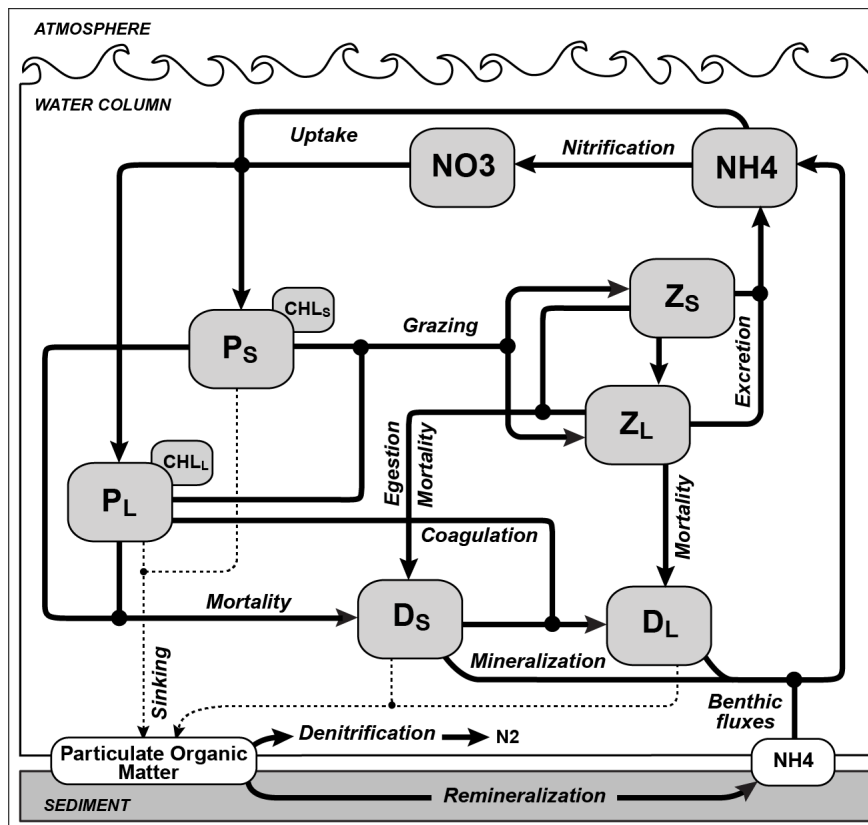 ATMOSPHERE
WATER COLUMN
Uptake
NO3
Nitrification
NH4
CHLS
PS
Grazing
ZS
Excretion
ZL
CHLL
PL
Egestion
Mortality
Coagulation
Mortality
Mortality
DS
DL
Mineralization
Sinking
Benthic
fluxes
Denitrification
N2
Particulate Organic
Matter
NH4
Remineralization
SEDIMENT